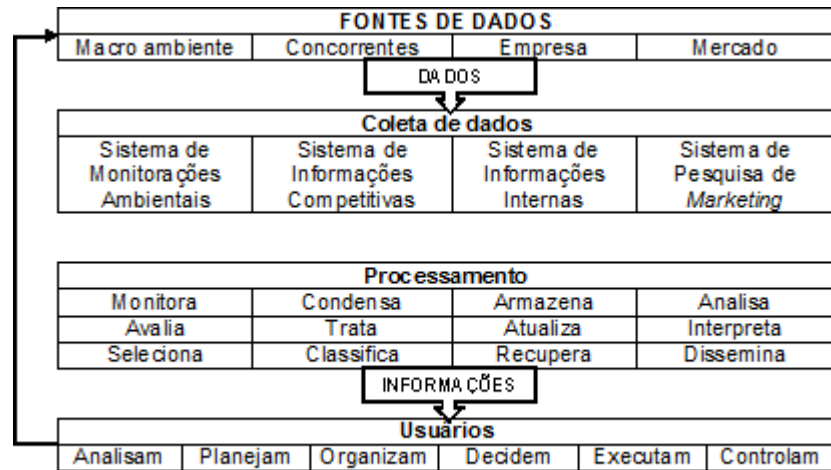 FONTES DE DADOS
Macro ambiente Concorrentes Empresa Mercado
DADOS
Coleta de dados
Sistema de Sistema de Sistema de Sistema de
Monitorações Informações Informações Pesquisa de
Ambientais Competitivas Internas Marketing
Processamento
Monitora Condensa Armazena Analisa
Avalia Trata Atualiza Interpreta
Seleciona Classifica Recupera Dissemina
INFORMAÇÕES
Usuários
Analisam Planejam Organizam Decidem Executam Controlam